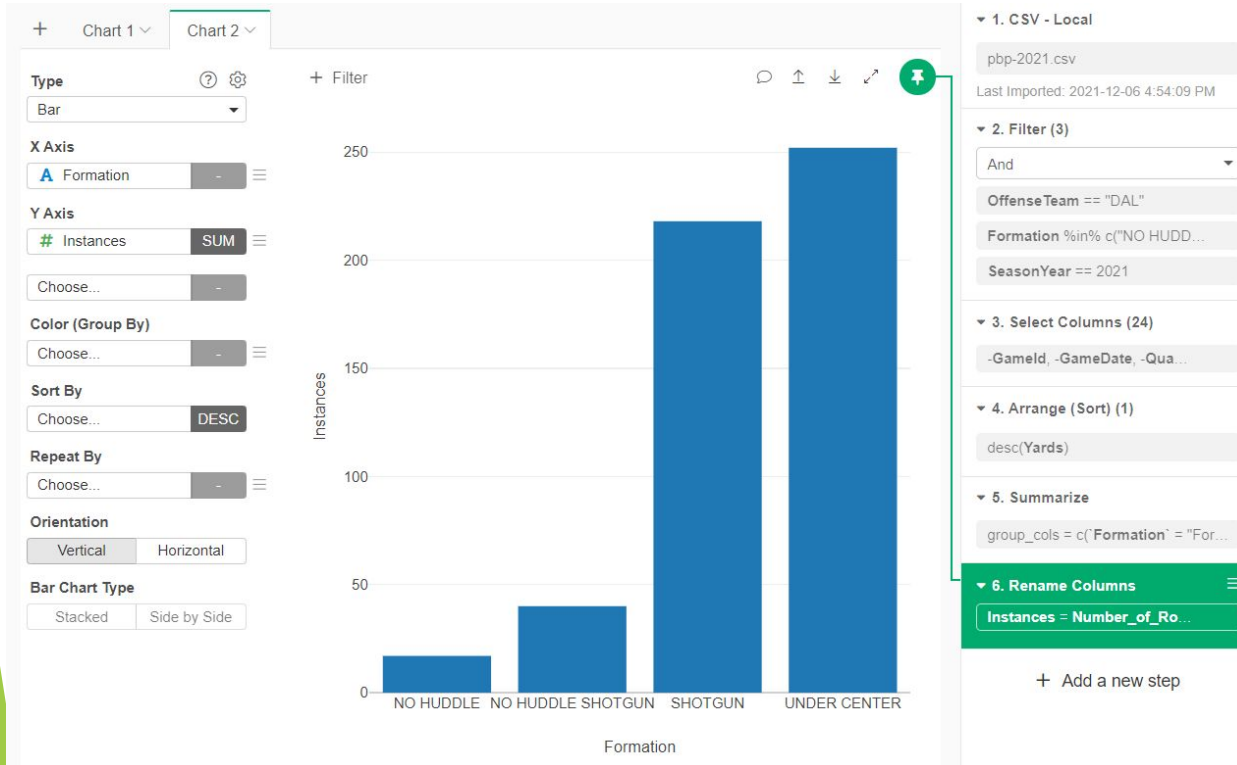 + Chart 1 Chart 2
Type
Bar
X Axis
A Formation -
Y Axis
# Instances SUM
Choose... -
Color (Group By)
Choose... -
Sort By
Choose... DESC
Repeat By
Choose... -
Orientation
Vertical Horizontal
Bar Chart Type
Stacked Side by Side
+ Filter
250
200
150
100
50
0
Instances
NO HUDDLE NO HUDDLE SHOTGUN SHOTGUN UNDER CENTER
Formation
1. CSV - Local
pbp-2021.csv
Last Imported: 2021-12-06 4:54:09 PM
2. Filter (3)
And
OffenseTeam == "DAL"
Formation %in% c("NO HUDD...
SeasonYear == 2021
3. Select Columns (24)
-GameId, -GameDate, -Qua...
4. Arrange (Sort) (1)
desc(Yards)
5. Summarize
group_cols = c(`Formation` = "For...
6. Rename Columns
Instances = Number_of_Ro...
+ Add a new step